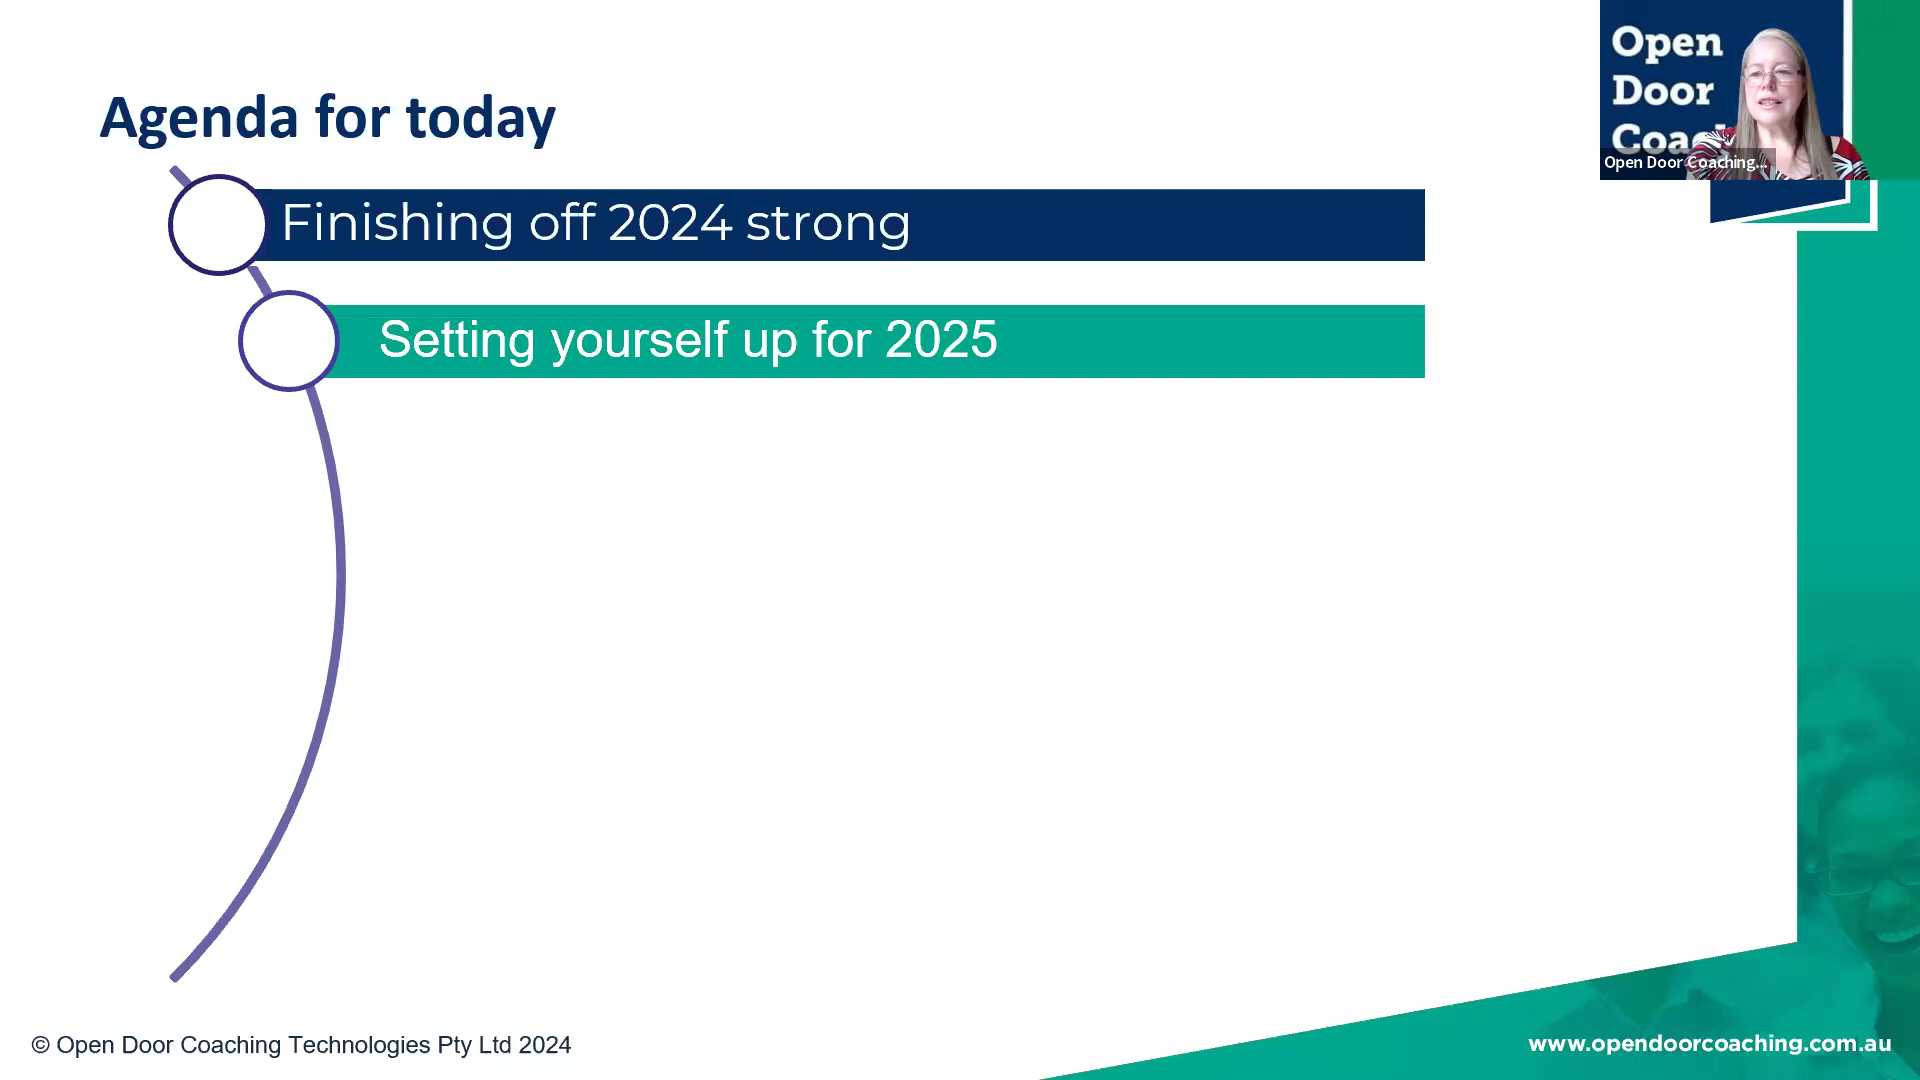 Agenda for today
Finishing off 2024 strong
Setting yourself up for 2025
Open
Door
Open Door Coaching...
© Open Door Coaching Technologies Pty Ltd 2024
www.opendoorcoaching.com.au